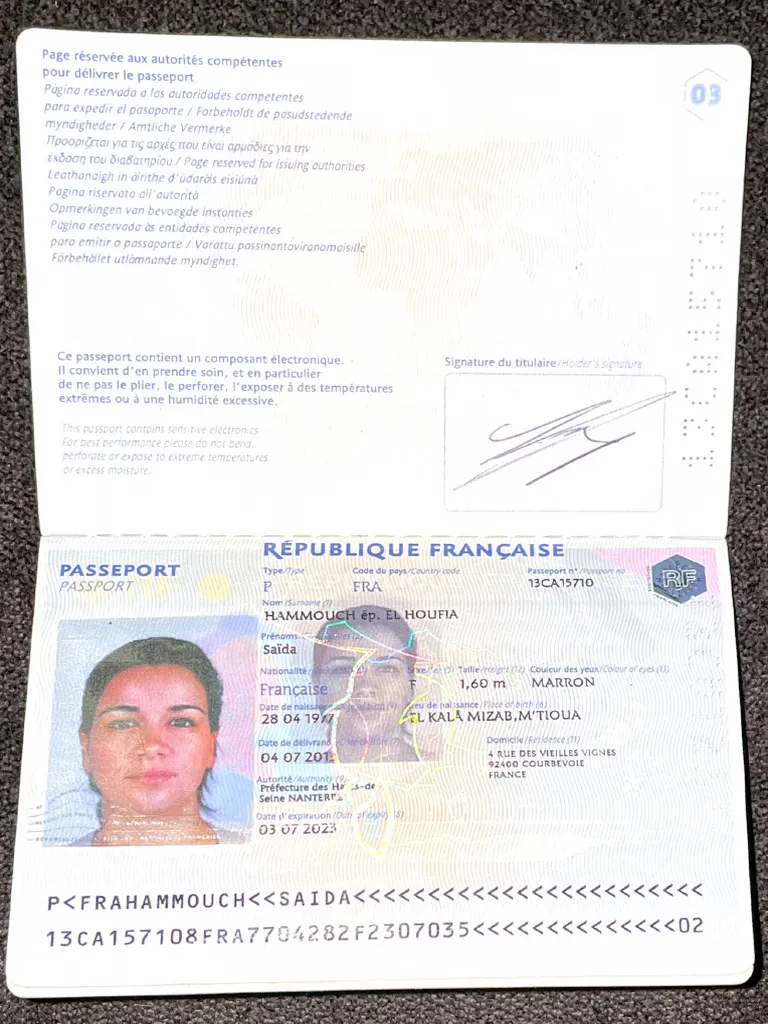 Page réservée aux autorités compétentes
pour délivrer le passeport
Pagina reservada a las autoridades competentes
para expedir el pasaporte / Forbeholdt de pasudstedende
myndigheder / Amtliche Vermerke
Προορίζεται για τις αρχές που είναι αρμόδιες για την
έκδοση του διαβατηρίου / Page reserved for issuing authorities
Leathanaigh in áirithe d'údaráis eisiúná
Pagina riservata all'autorità
Opmerkingen van bevoegde instanties
Pagina reservada às entidades competentes
para emitir o passaporte / Varattu passinantoviranomaisille
Förbehållet utlämnande myndighet.
03
13CA15710
Ce passeport contient un composant électronique.
Il convient d'en prendre soin, et en particulier
de ne pas le plier, le perforer, l'exposer à des températures
extrêmes ou à une humidité excessive.
This passport contains sensitive electronics.
For best performance please do not bend,
perforate or expose to extreme temperatures
or excess moisture.
Signature du titulaire/Holder's signature
RÉPUBLIQUE FRANÇAISE
PASSEPORT
PASSPORT
Type/Type Code du pays/Country code Passeport n°/Passport no
P FRA 13CA15710
RF
Nom/Surname (1)
HAMMOUCH ép. EL HOUFIA
Prénoms
Saïda
Nationalité Sexe/Sex (5) Taille/Height (12) Couleur des yeux/Colour of eyes (13)
Française F 1,60 m MARRON
Date de naissance Lieu de naissance/Place of birth (6)
28 04 1977 EL KALÂ MIZAB,M'TIOUA
Date de délivrance Domicile/Residence (11)
04 07 201
4 RUE DES VIEILLES VIGNES
92400 COURBEVOIE
FRANCE
Autorité/Authority (9)
Préfecture des Hauts-de-
Seine NANTERRE
Date d'expiration/Date of expiry (8)
03 07 2023
P<FRAHAMMOUCH<<SAIDA<<<<<<<<<<<<<<<<<<<<<<<<
13CA157108FRA7704282F2307035<<<<<<<<<<<<<<02